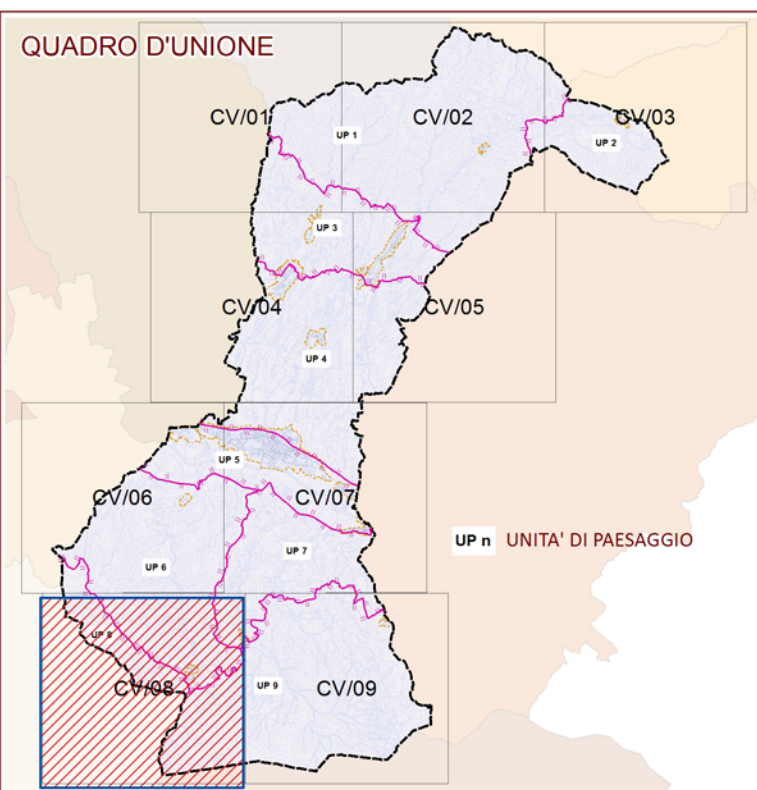 QUADRO D'UNIONE
CV/01
CV/02
CV/03
UP 1
UP 2
UP 3
CV/04
CV/05
UP 4
UP 5
CV/06
CV/07
UP n UNITA' DI PAESAGGIO
UP 7
UP 6
UP 8
CV/08
UP 9
CV/09